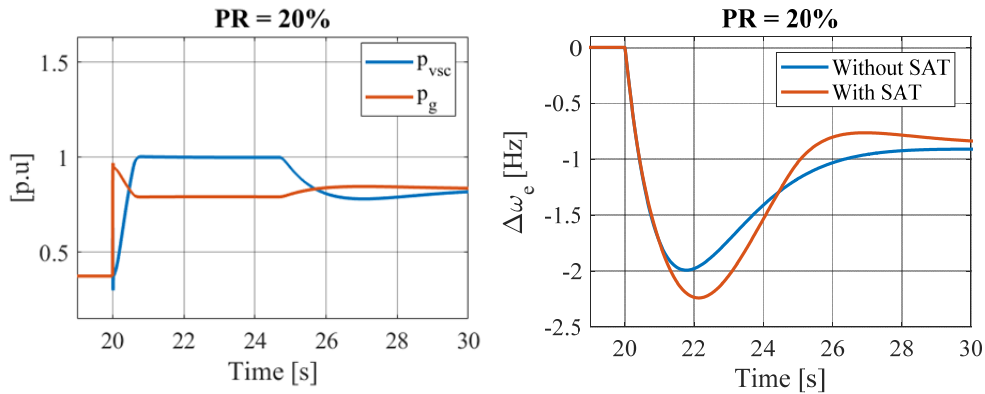 PR = 20%
1.5
1
0.5
[p.u]
p_vsc
p_g
20
22
24
26
28
30
Time [s]
PR = 20%
0
-0.5
-1
-1.5
-2
-2.5
Δω_e [Hz]
Without SAT
With SAT
20
22
24
26
28
30
Time [s]